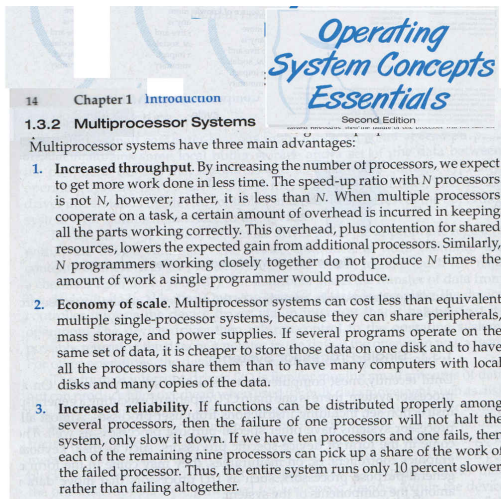 Operating
System Concepts
Essentials
Second Edition
14 Chapter 1 Introduction
1.3.2 Multiprocessor Systems
Multiprocessor systems have three main advantages:
1. Increased throughput. By increasing the number of processors, we expect
to get more work done in less time. The speed-up ratio with N processors
is not N, however; rather, it is less than N. When multiple processors
cooperate on a task, a certain amount of overhead is incurred in keeping
all the parts working correctly. This overhead, plus contention for shared
resources, lowers the expected gain from additional processors. Similarly,
N programmers working closely together do not produce N times the
amount of work a single programmer would produce.
2. Economy of scale. Multiprocessor systems can cost less than equivalent
multiple single-processor systems, because they can share peripherals,
mass storage, and power supplies. If several programs operate on the
same set of data, it is cheaper to store those data on one disk and to have
all the processors share them than to have many computers with local
disks and many copies of the data.
3. Increased reliability. If functions can be distributed properly among
several processors, then the failure of one processor will not halt the
system, only slow it down. If we have ten processors and one fails, then
each of the remaining nine processors can pick up a share of the work of
the failed processor. Thus, the entire system runs only 10 percent slower
rather than failing altogether.